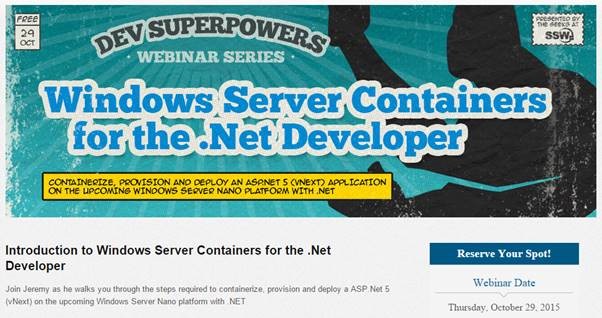 FREE
29
OCT
DEV SUPERPOWERS
· WEBINAR SERIES ·
PRESENTED BY
THE GEEKS AT
SSW
Windows Server Containers
for the .Net Developer
CONTAINERIZE, PROVISION AND DEPLOY AN ASP.NET 5 (VNEXT) APPLICATION
ON THE UPCOMING WINDOWS SERVER NANO PLATFORM WITH .NET
Introduction to Windows Server Containers for the .Net
Developer
Join Jeremy as he walks you through the steps required to containerize, provision and deploy a ASP.Net 5
(vNext) on the upcoming Windows Server Nano platform with .NET
Reserve Your Spot!
Webinar Date
Thursday, October 29, 2015